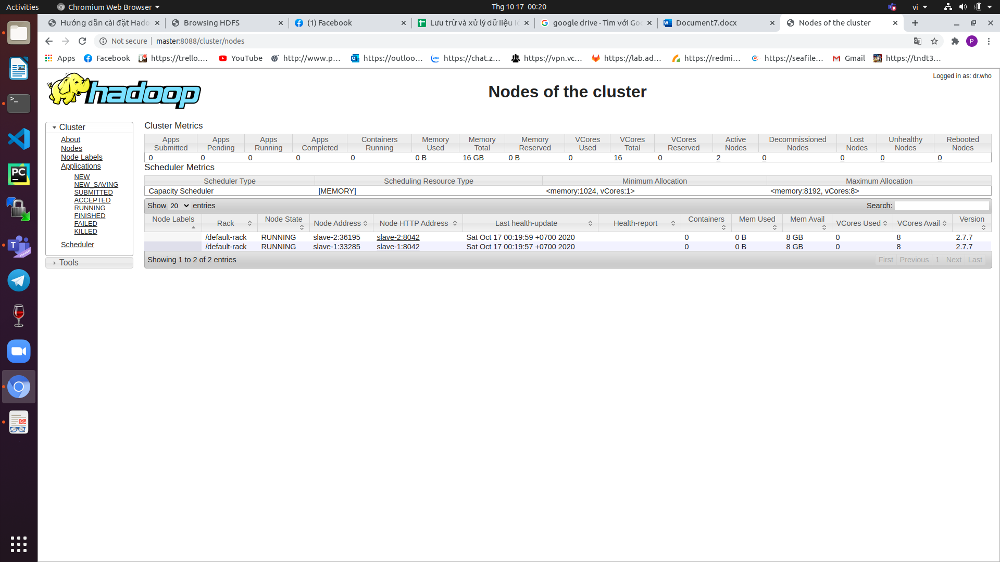 Activities
Chromium Web Browser
Thg 10 17 00:20
vi
Hướng dẫn cài đặt Hado
Browsing HDFS
(1) Facebook
Lưu trữ và xử lý dữ liệu
google drive - Tìm với Go
Document7.docx
Nodes of the cluster
Not secure
master:8088/cluster/nodes
P
Apps
Facebook
https://trello....
YouTube
http://www.p...
https://outloo...
https://chat.z...
https://vpn.vc...
https://lab.ad...
https://redmi...
https://seafile...
Gmail
https://tndt3...
hadoop
Nodes of the cluster
Logged in as: dr.who
Cluster
About
Nodes
Node Labels
Applications
NEW
NEW_SAVING
SUBMITTED
ACCEPTED
RUNNING
FINISHED
FAILED
KILLED
Scheduler
Tools
Cluster Metrics
Apps Submitted Apps Pending Apps Running Apps Completed Containers Running Memory Used Memory Total Memory Reserved VCores Used VCores Total VCores Reserved Active Nodes Decommissioned Nodes Lost Nodes Unhealthy Nodes Rebooted Nodes
0 0 0 0 0 0 B 16 GB 0 B 0 16 0 2 0 0 0 0
Scheduler Metrics
Scheduler Type Scheduling Resource Type Minimum Allocation Maximum Allocation
Capacity Scheduler [MEMORY] <memory:1024, vCores:1> <memory:8192, vCores:8>
Show 20 entries
Search:
Node Labels Rack Node State Node Address Node HTTP Address Last health-update Health-report Containers Mem Used Mem Avail VCores Used VCores Avail Version
/default-rack RUNNING slave-2:36195 slave-2:8042 Sat Oct 17 00:19:59 +0700 2020 0 0 B 8 GB 0 8 2.7.7
/default-rack RUNNING slave-1:33285 slave-1:8042 Sat Oct 17 00:19:57 +0700 2020 0 0 B 8 GB 0 8 2.7.7
Showing 1 to 2 of 2 entries
First Previous 1 Next Last